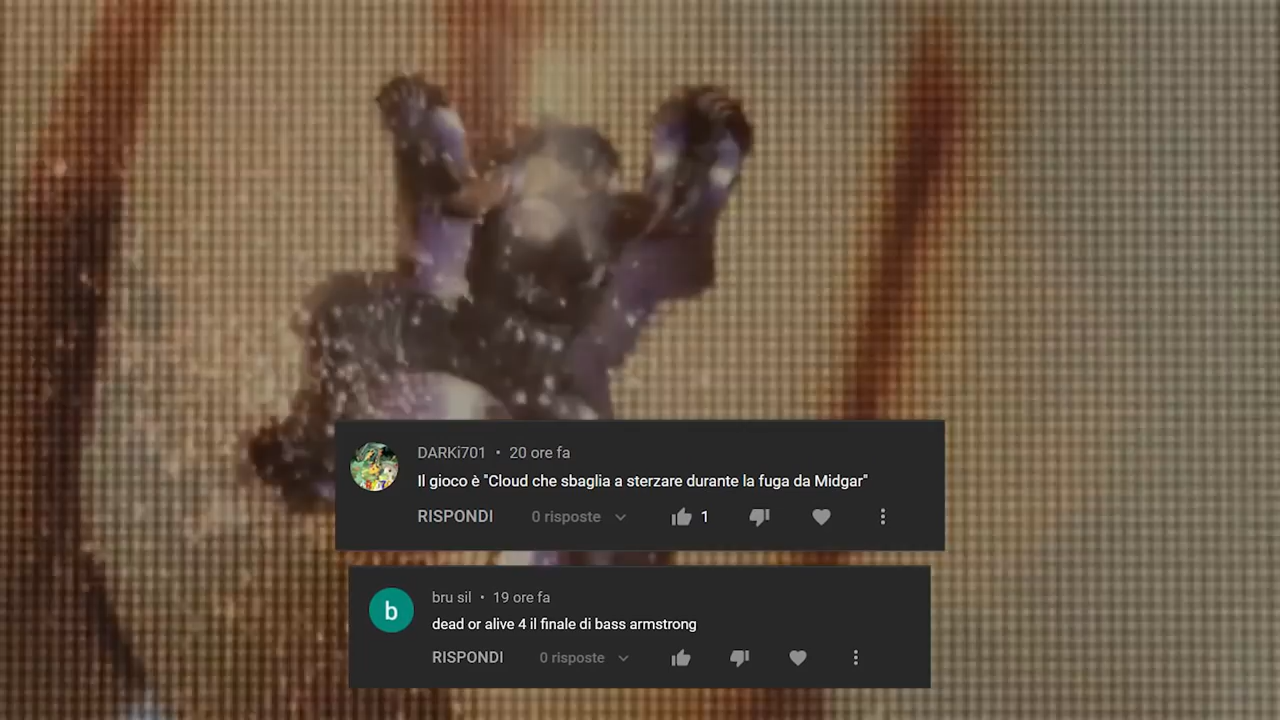 DARKi701 • 20 ore fa
Il gioco è "Cloud che sbaglia a sterzare durante la fuga da Midgar"
RISPONDI 0 risposte 1
b
bru sil • 19 ore fa
dead or alive 4 il finale di bass armstrong
RISPONDI 0 risposte